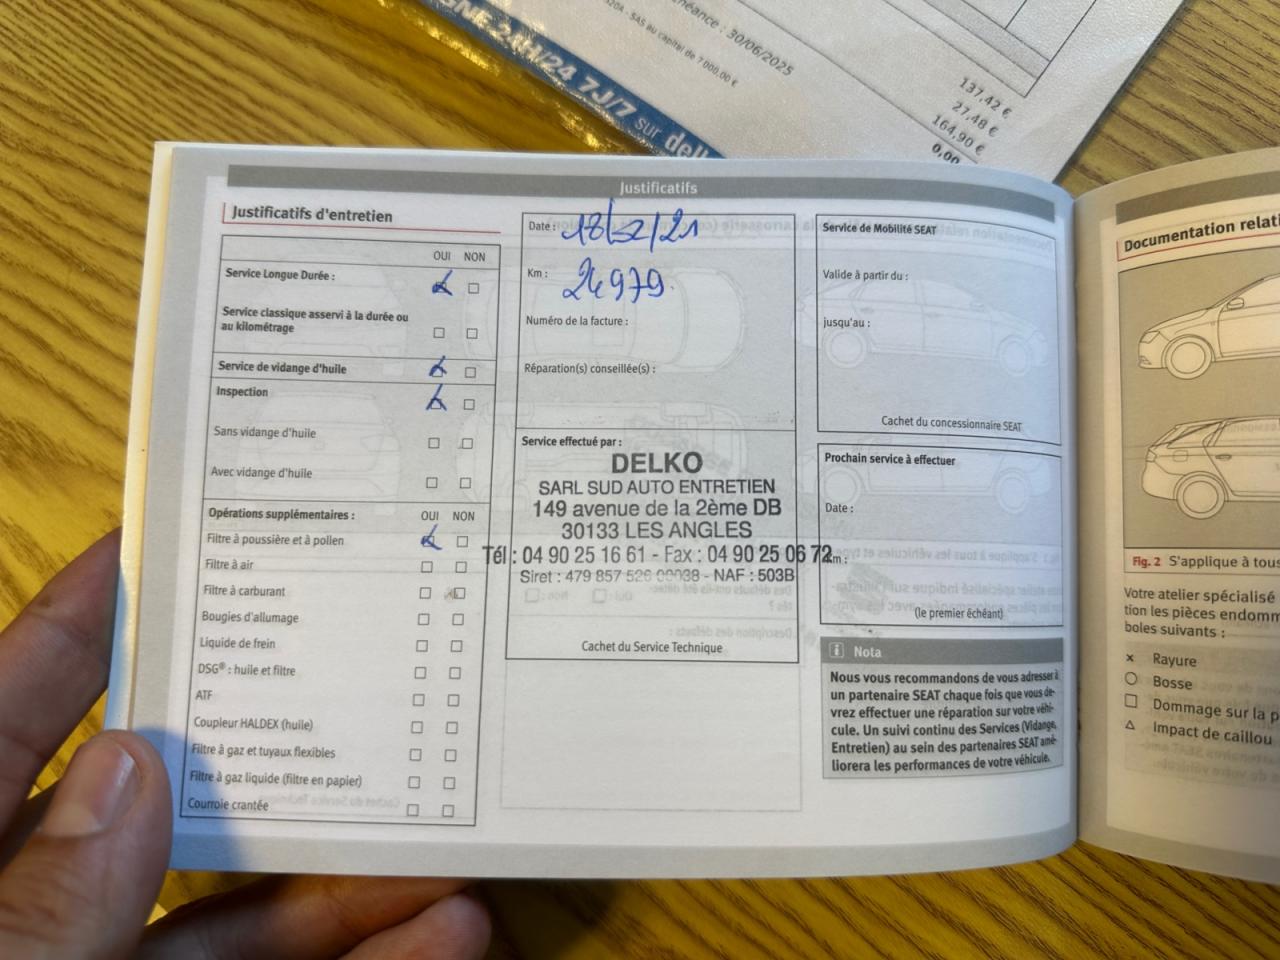 échéance : 30/06/2025
SAS au capital de 7 000,00 €
137,42 €
27,48 €
164,90 €
0,00
24H/24 7J/7 sur
Justificatifs
Justificatifs d'entretien
OUI NON
Service Longue Durée :
Service classique asservi à la durée ou
au kilométrage
Service de vidange d'huile
Inspection
Sans vidange d'huile
Avec vidange d'huile
Opérations supplémentaires : OUI NON
Filtre à poussière et à pollen
Filtre à air
Filtre à carburant
Bougies d'allumage
Liquide de frein
DSG® : huile et filtre
ATF
Coupleur HALDEX (huile)
Filtre à gaz et tuyaux flexibles
Filtre à gaz liquide (filtre en papier)
Courroie crantée
Date : 18/02/21
Km : 24979
Numéro de la facture :
Réparation(s) conseillée(s) :
Service effectué par :
DELKO
SARL SUD AUTO ENTRETIEN
149 avenue de la 2ème DB
30133 LES ANGLES
Tél : 04 90 25 16 61 - Fax : 04 90 25 06 72
Siret : 479 857 526 00038 - NAF : 503B
Cachet du Service Technique
Service de Mobilité SEAT
Valide à partir du :
jusqu'au :
Cachet du concessionnaire SEAT
Prochain service à effectuer
Date :
Km :
(le premier échéant)
i Nota
Nous vous recommandons de vous adresser à
un partenaire SEAT chaque fois que vous de-
vrez effectuer une réparation sur votre véhi-
cule. Un suivi continu des Services (Vidange,
Entretien) au sein des partenaires SEAT amé-
liorera les performances de votre véhicule.
Documentation relati
Fig. 2 S'applique à tous
Votre atelier spécialisé
tion les pièces endomm
boles suivants :
x Rayure
Bosse
Dommage sur la p
Impact de caillou